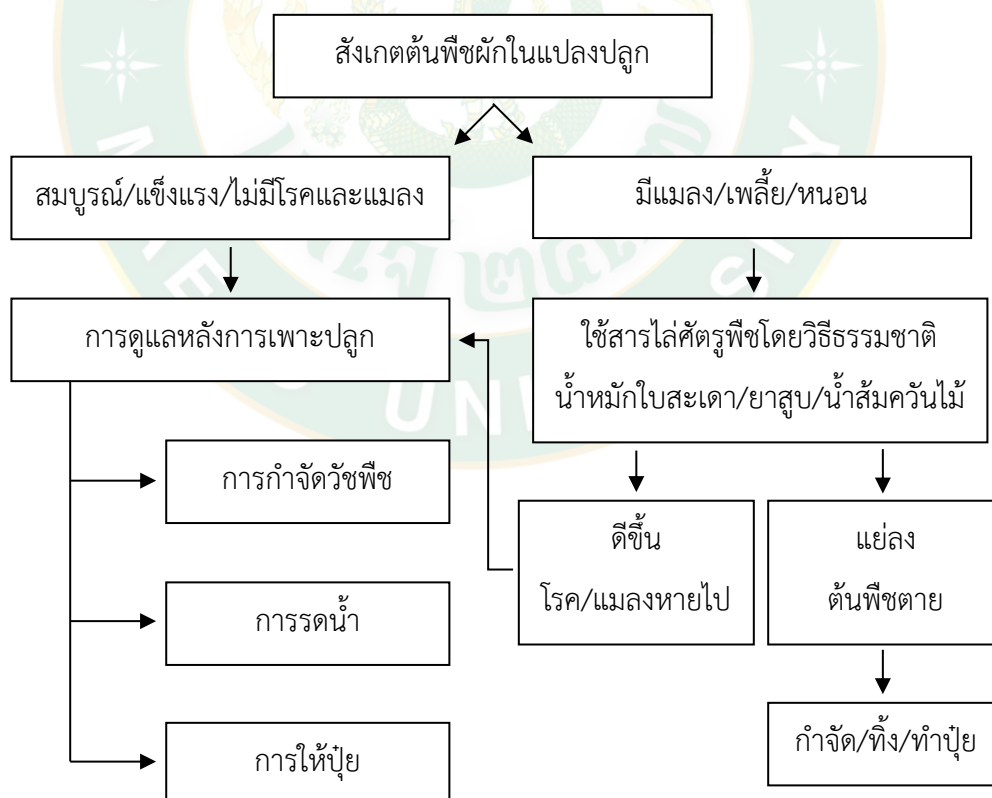 สังเกตต้นพืชผักในแปลงปลูก
สมบูรณ์/แข็งแรง/ไม่มีโรคและแมลง
มีแมลง/เพลี้ย/หนอน
การดูแลหลังการเพาะปลูก
ใช้สารไล่ศัตรูพืชโดยวิธีธรรมชาติ
น้ำหมักใบสะเดา/ยาสูบ/น้ำส้มควันไม้
การกำจัดวัชพืช
ดีขึ้น
โรค/แมลงหายไป
แย่ลง
ต้นพืชตาย
การรดน้ำ
กำจัด/ทิ้ง/ทำปุ๋ย
การให้ปุ๋ย